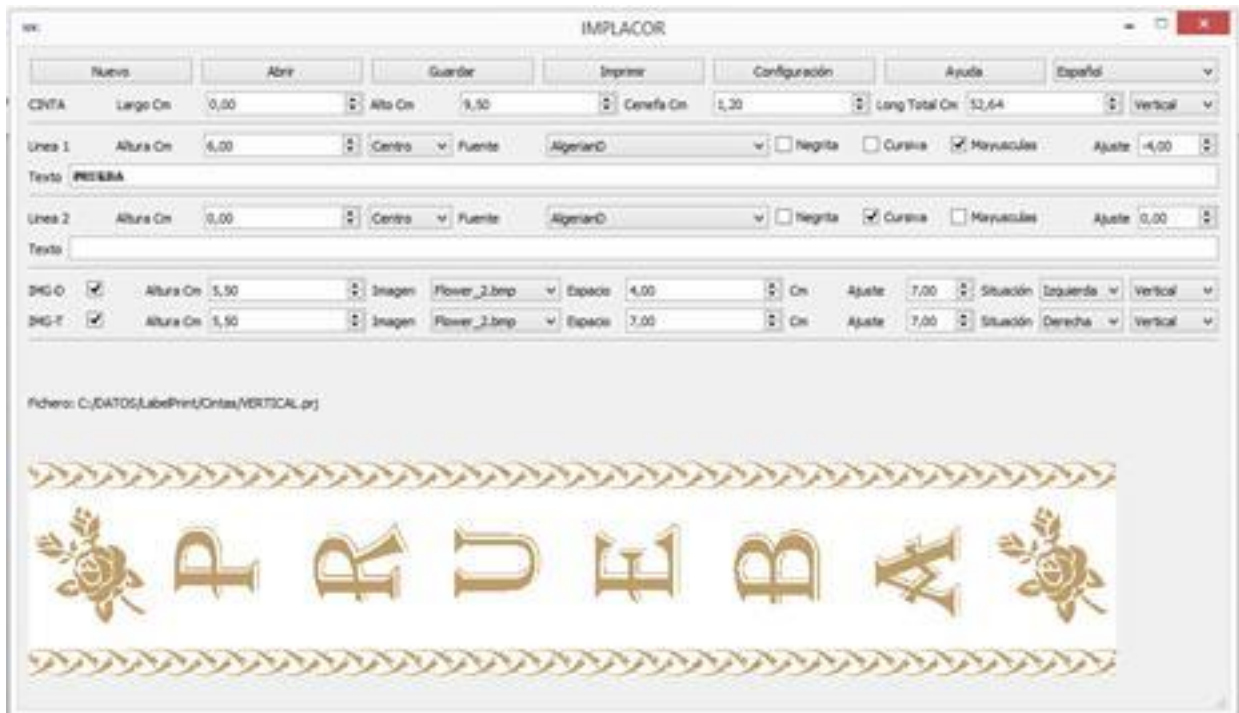 IMPLACOR
Nuevo Abrir Guardar Imprimir Configuración Ayuda Español
CINTA Largo Cm 0,00 Alto Cm 9,50 Cenefa Cm 1,20 Long Total Cm 52,64 Vertical
Linea 1 Altura Cm 6,00 Centro Fuente AlgerianD Negrita Cursiva Mayusculas Ajuste -4,00
Texto PRUEBA
Linea 2 Altura Cm 0,00 Centro Fuente AlgerianD Negrita Cursiva Mayusculas Ajuste 0,00
Texto
IMG-D Altura Cm 5,50 Imagen Flower_2.bmp Espacio 4,00 Cm Ajuste 7,00 Situación Izquierda Vertical
IMG-T Altura Cm 5,50 Imagen Flower_2.bmp Espacio 7,00 Cm Ajuste 7,00 Situación Derecha Vertical
Fichero: C:/DATOS/LabelPrint/Cintas/VERTICAL.prj
PRUEBA